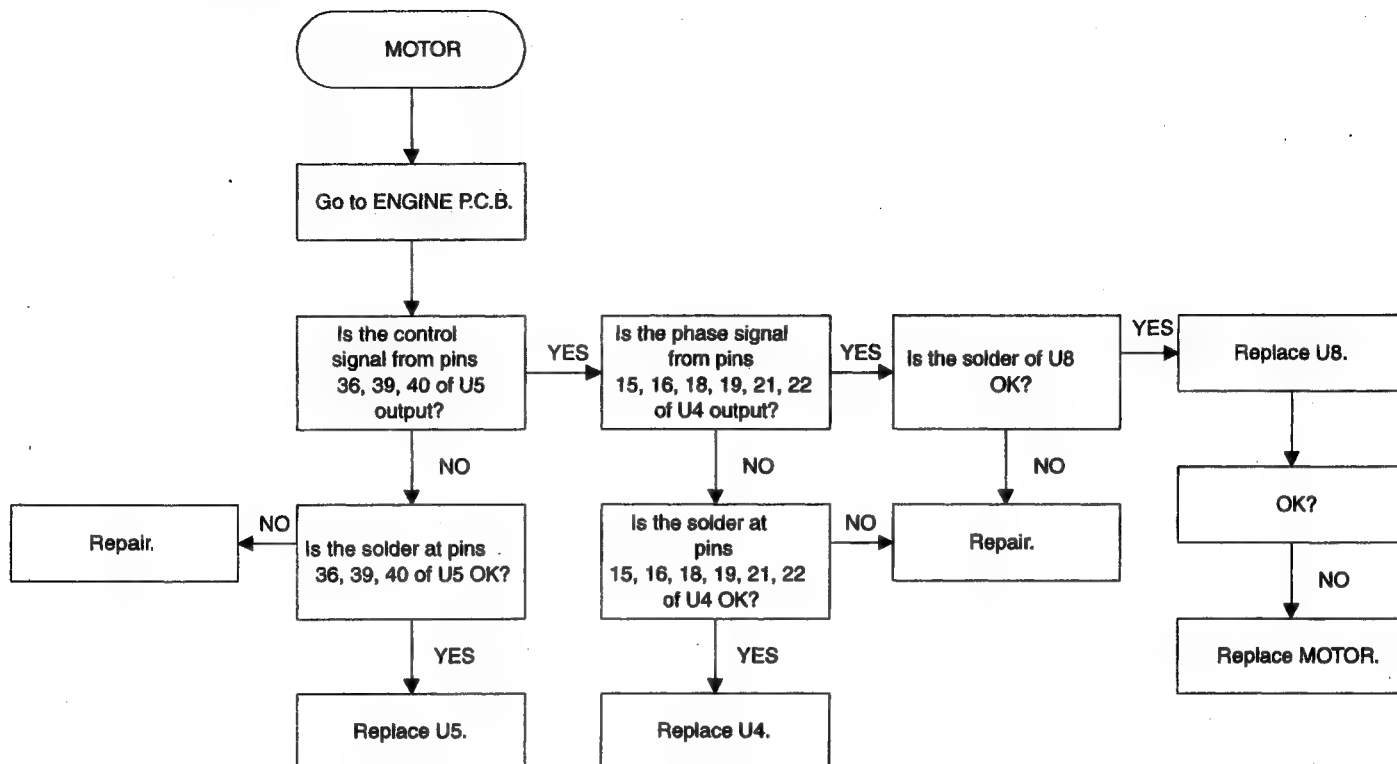 MOTOR
Go to ENGINE P.C.B.
Is the control
signal from pins
36, 39, 40 of U5
output?
YES
Is the phase signal
from pins
15, 16, 18, 19, 21, 22
of U4 output?
YES
Is the solder of U8
OK?
YES
Replace U8.
NO
NO
NO
OK?
Repair.
NO
Is the solder at pins
36, 39, 40 of U5 OK?
Is the solder at
pins
15, 16, 18, 19, 21, 22
of U4 OK?
NO
Repair.
NO
YES
YES
Replace MOTOR.
Replace U5.
Replace U4.